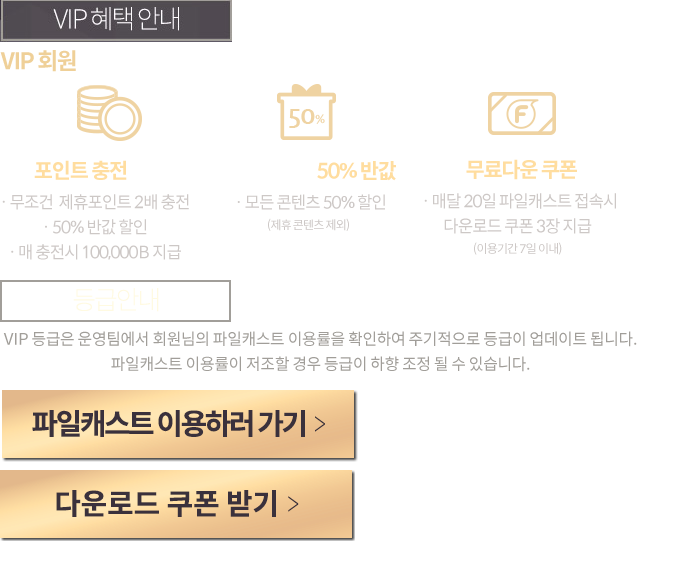 VIP 혜택 안내
VIP 회원
50%
F
포인트 충전
50% 반값
무료다운 쿠폰
· 무조건 제휴포인트 2배 충전
· 50% 반값 할인
· 매 충전시 100,000B 지급
· 모든 콘텐츠 50% 할인
(제휴 콘텐츠 제외)
· 매달 20일 파일캐스트 접속시
다운로드 쿠폰 3장 지급
(이용기간 7일 이내)
등급안내
VIP 등급은 운영팀에서 회원님의 파일캐스트 이용률을 확인하여 주기적으로 등급이 업데이트 됩니다.
파일캐스트 이용률이 저조할 경우 등급이 하향 조정 될 수 있습니다.
파일캐스트 이용하러 가기 >
다운로드 쿠폰 받기 >